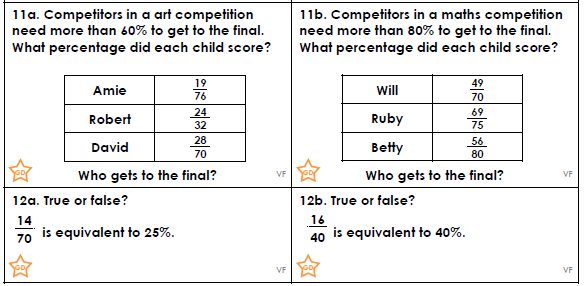 11a. Competitors in a art competition
need more than 60% to get to the final.
What percentage did each child score?
Amie 19/76
Robert 24/32
David 28/70
Who gets to the final?
GD
VF
11b. Competitors in a maths competition
need more than 80% to get to the final.
What percentage did each child score?
Will 49/70
Ruby 69/75
Betty 56/80
Who gets to the final?
GD
VF
12a. True or false?
14/70 is equivalent to 25%.
GD
VF
12b. True or false?
16/40 is equivalent to 40%.
GD
VF